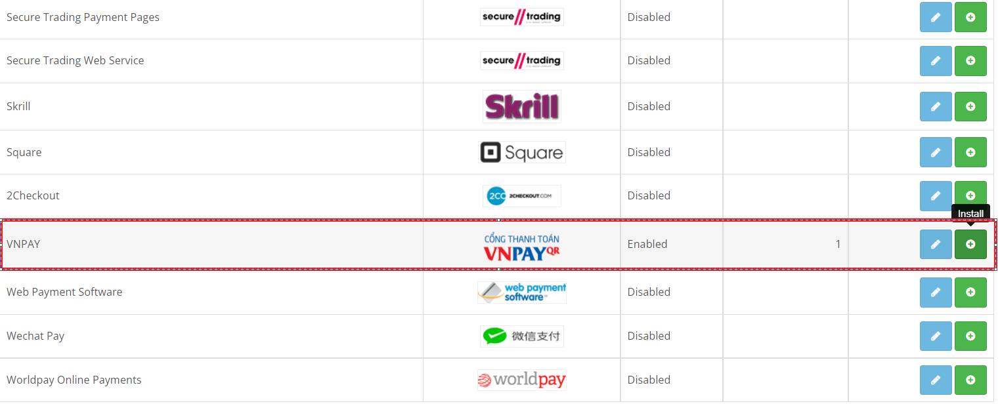 Secure Trading Payment Pages
secure//trading
Disabled
Secure Trading Web Service
secure//trading
Disabled
Skrill
Skrill
Disabled
Square
Square
Disabled
2Checkout
2CO 2CHECKOUT.COM
Disabled
Install
VNPAY
CỔNG THANH TOÁN
VNPAYQR
Enabled
1
Web Payment Software
web payment
software
Disabled
Wechat Pay
微信支付
Disabled
Worldpay Online Payments
worldpay
Disabled